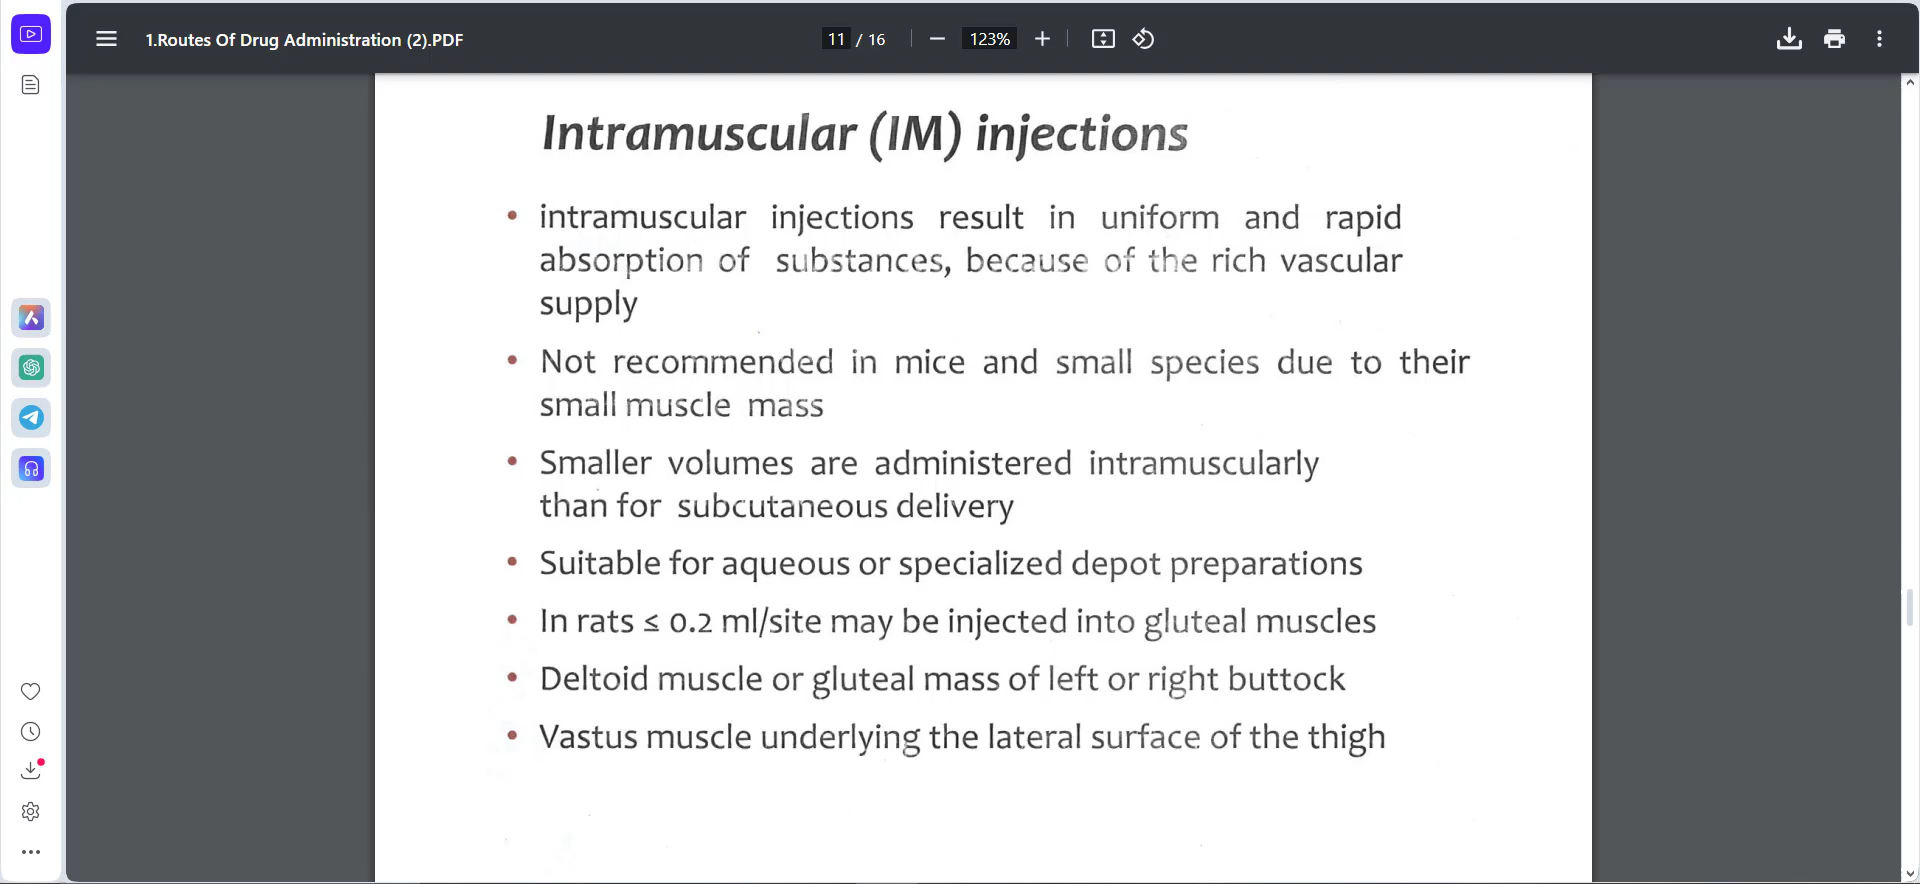 1.Routes Of Drug Administration (2).PDF
11 / 16
123%
Intramuscular (IM) injections
• intramuscular injections result in uniform and rapid
absorption of substances, because of the rich vascular
supply
• Not recommended in mice and small species due to their
small muscle mass
• Smaller volumes are administered intramuscularly
than for subcutaneous delivery
• Suitable for aqueous or specialized depot preparations
• In rats ≤ 0.2 ml/site may be injected into gluteal muscles
• Deltoid muscle or gluteal mass of left or right buttock
• Vastus muscle underlying the lateral surface of the thigh